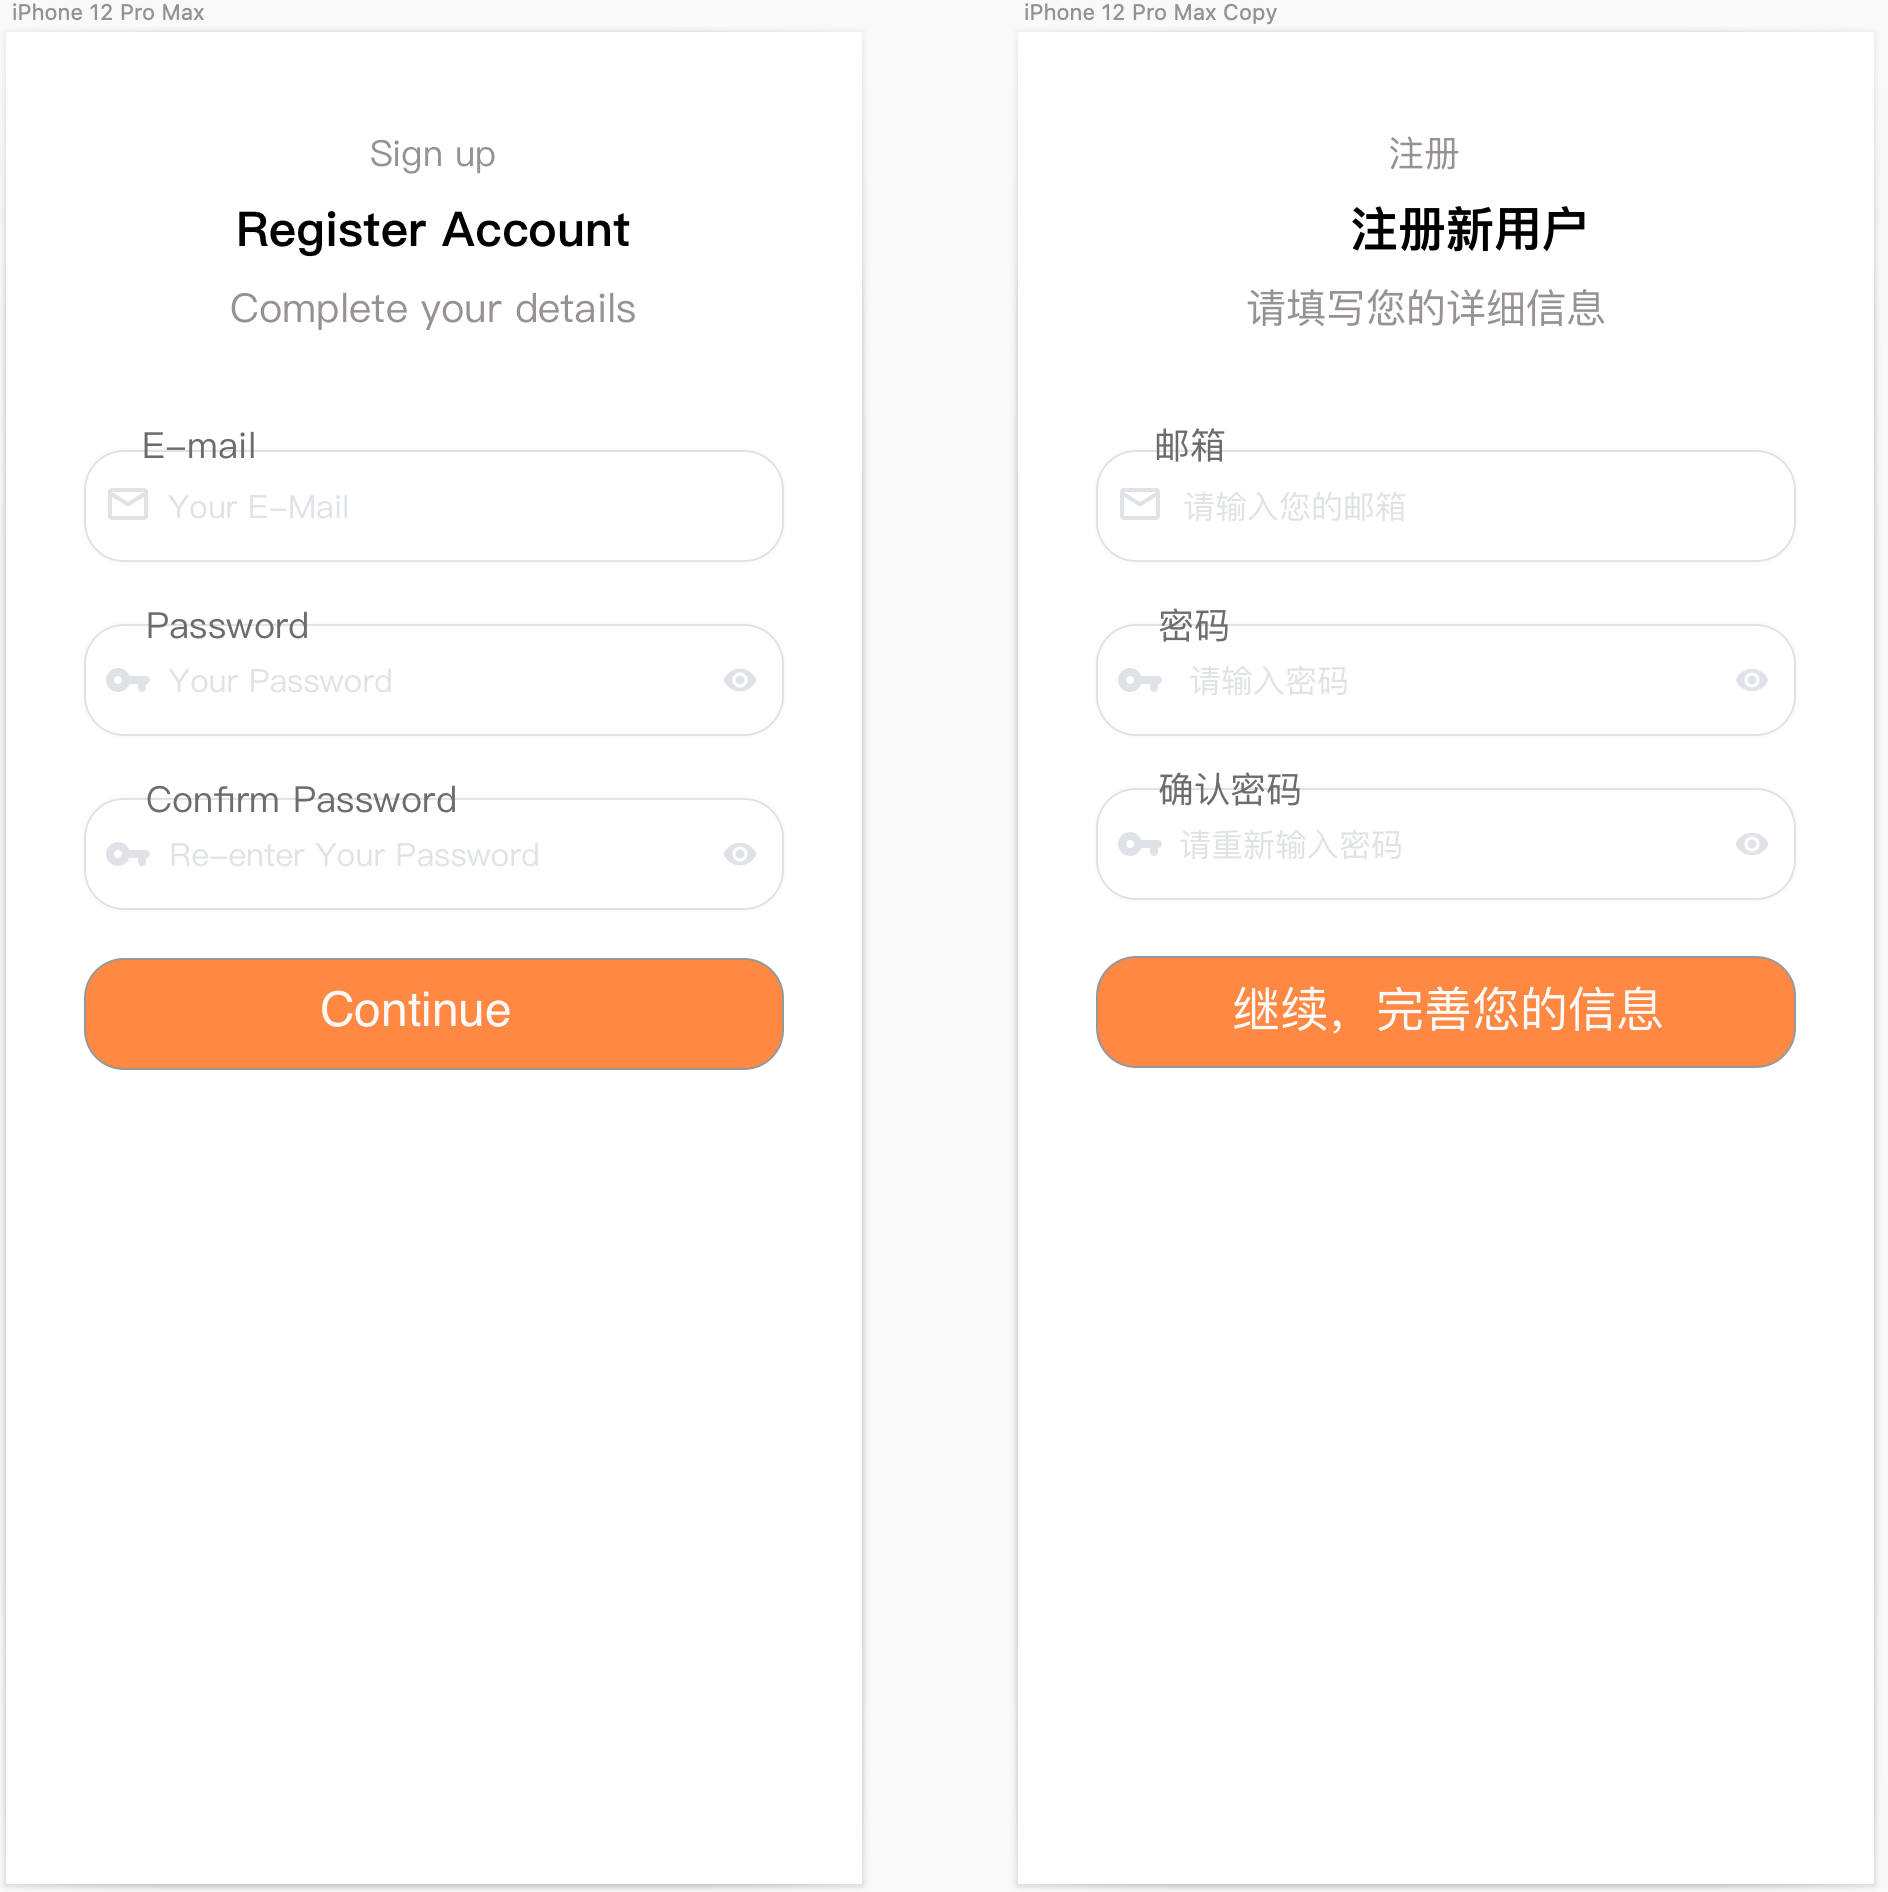 iPhone 12 Pro Max
Sign up
Register Account
Complete your details
E-mail
Your E-Mail
Password
Your Password
Confirm Password
Re-enter Your Password
Continue
iPhone 12 Pro Max Copy
注册
注册新用户
请填写您的详细信息
邮箱
请输入您的邮箱
密码
请输入密码
确认密码
请重新输入密码
继续，完善您的信息